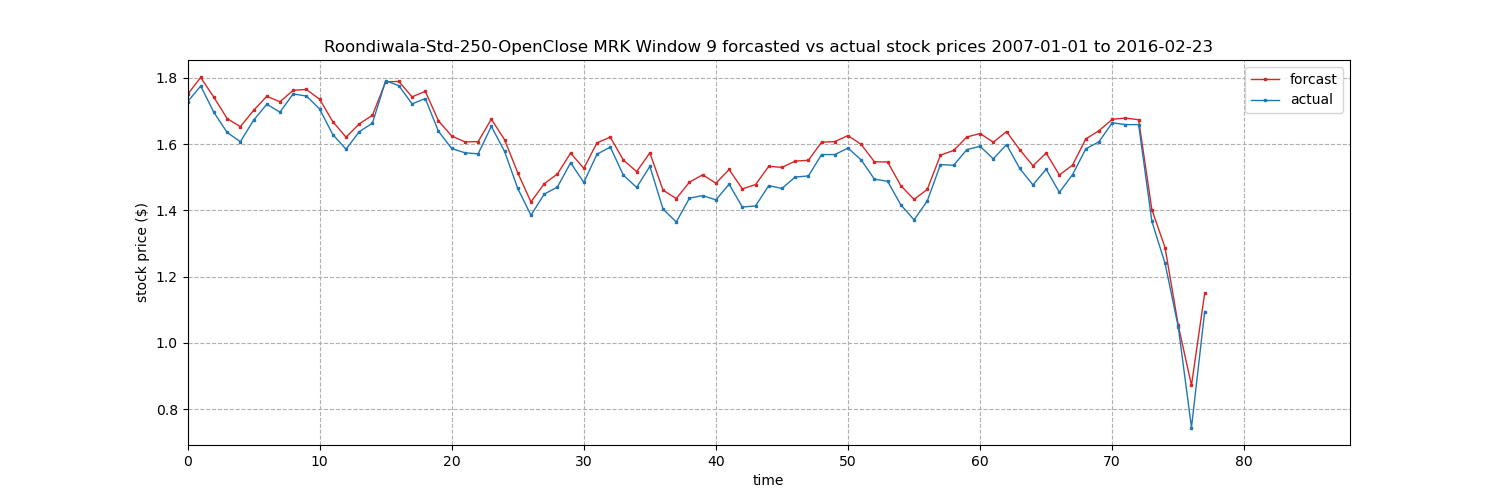 Roondiwala-Std-250-OpenClose MRK Window 9 forcasted vs actual stock prices 2007-01-01 to 2016-02-23
forcast
actual
stock price ($)
1.8
1.6
1.4
1.2
1.0
0.8
0 10 20 30 40 50 60 70 80
time